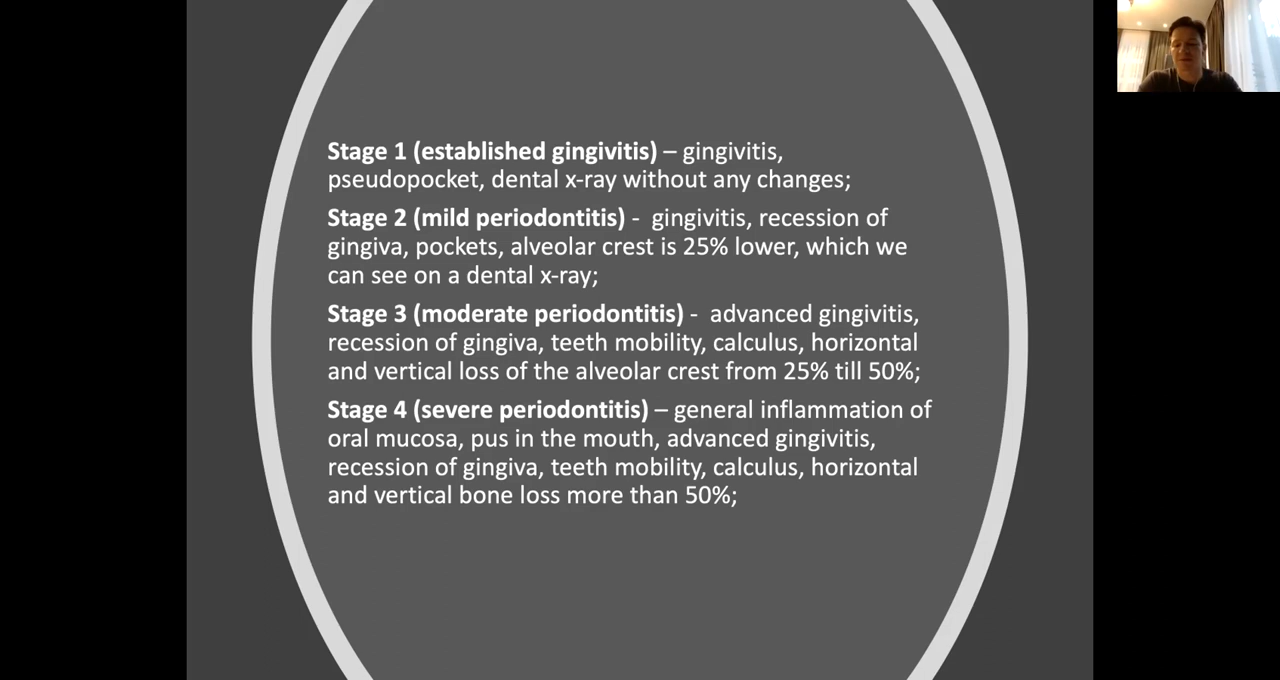 Stage 1 (established gingivitis) – gingivitis,
pseudopocket, dental x-ray without any changes;
Stage 2 (mild periodontitis) -  gingivitis, recession of
gingiva, pockets, alveolar crest is 25% lower, which we
can see on a dental x-ray;
Stage 3 (moderate periodontitis) -  advanced gingivitis,
recession of gingiva, teeth mobility, calculus, horizontal
and vertical loss of the alveolar crest from 25% till 50%;
Stage 4 (severe periodontitis) – general inflammation of
oral mucosa, pus in the mouth, advanced gingivitis,
recession of gingiva, teeth mobility, calculus, horizontal
and vertical bone loss more than 50%;